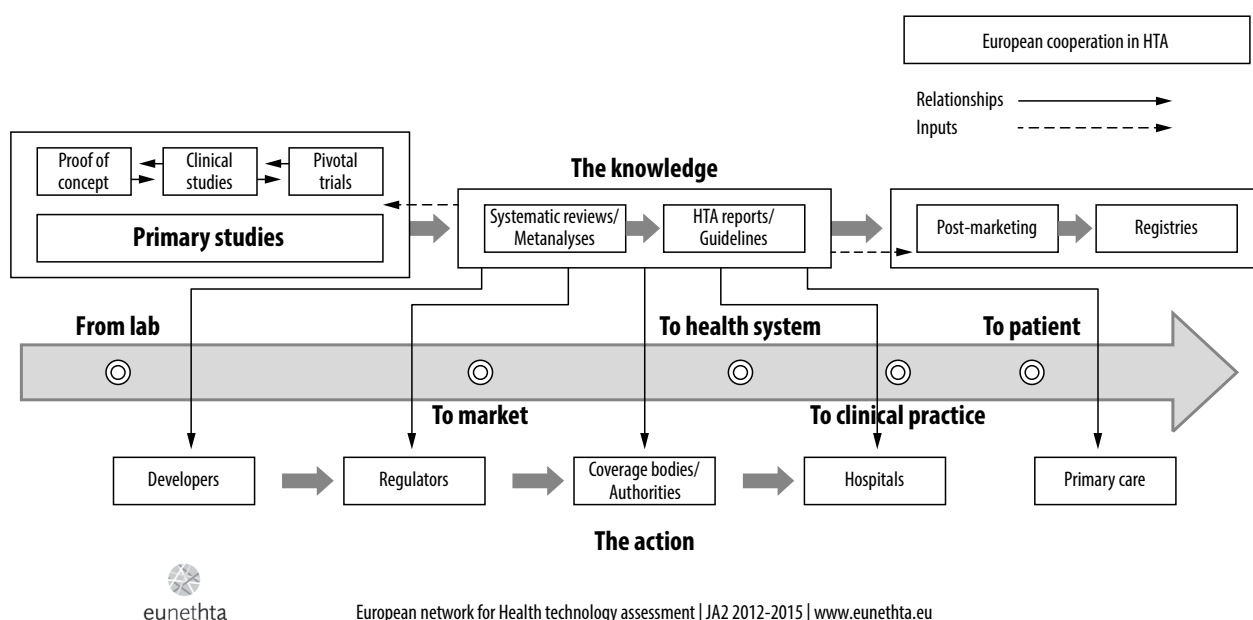 European cooperation in HTA
Relationships
Inputs
Proof of
concept
Clinical
studies
Pivotal
trials
Primary studies
The knowledge
Systematic reviews/
Metanalyses
HTA reports/
Guidelines
Post-marketing
Registries
From lab
To health system
To patient
To market
To clinical practice
Developers
Regulators
Coverage bodies/
Authorities
Hospitals
Primary care
The action
eunethta
European network for Health technology assessment | JA2 2012-2015 | www.eunethta.eu